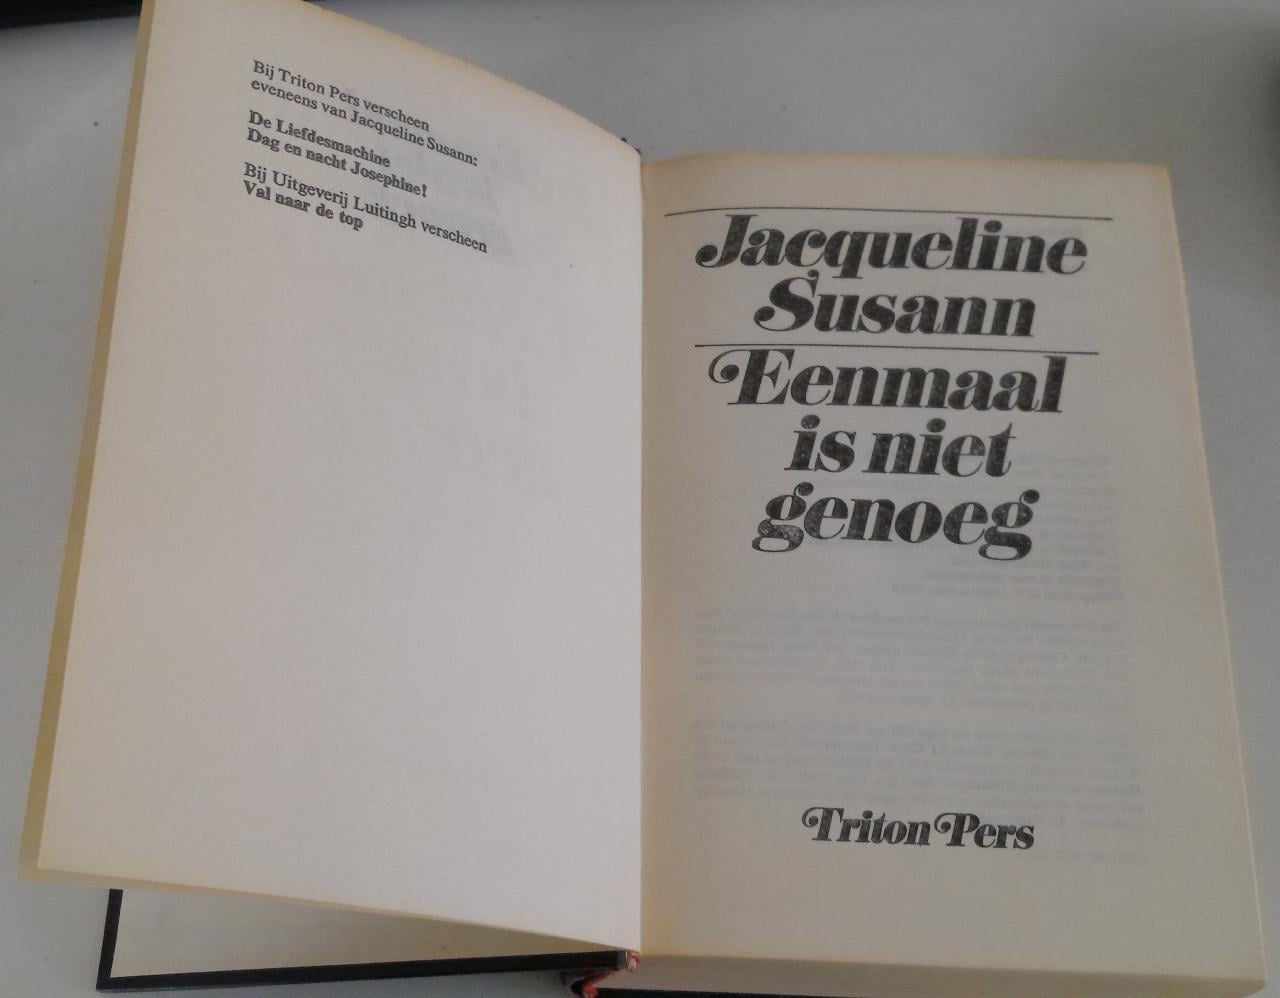 Bij Triton Pers verscheen
eveneens van Jacqueline Susann:
De Liefdesmachine
Dag en nacht Josephine!
Bij Uitgeverij Luitingh verscheen
Val naar de top
Jacqueline
Susann
Eenmaal
is niet
genoeg
Triton Pers